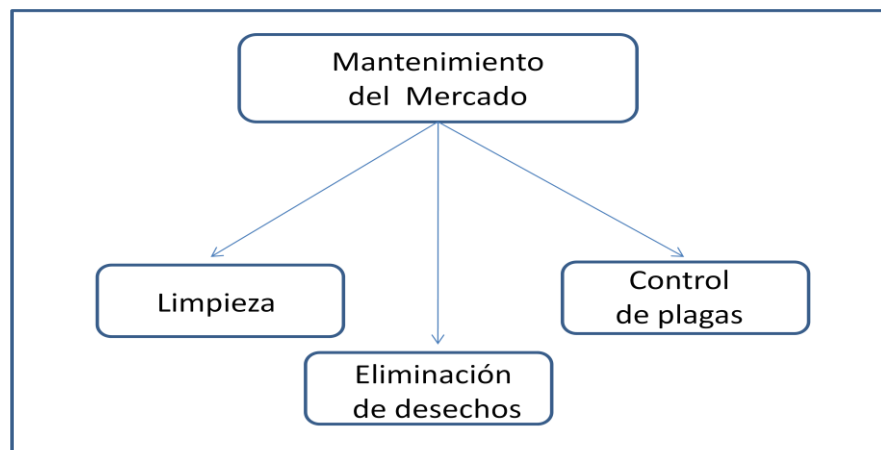 Mantenimiento
del Mercado
Limpieza
Control
de plagas
Eliminación
de desechos